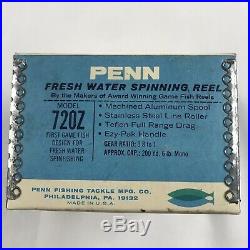 PENN
FRESH WATER SPINNING REEL
By the Makers of Award Winning Game Fish Reels
MODEL
720Z
FIRST GAME FISH
DESIGN FOR
FRESH WATER
SPINFISHING
• Machined Aluminum Spool
• Stainless Steel Line Roller
• Teflon Full Range Drag
• Ezy-Pak Handle
GEAR RATIO: 3.8 to 1
APPROX. CAP.: 200 Yd. 6 lb. Mono
PENN FISHING TACKLE MFG. CO.
PHILADELPHIA, PA. 19132
MADE IN U.S.A.